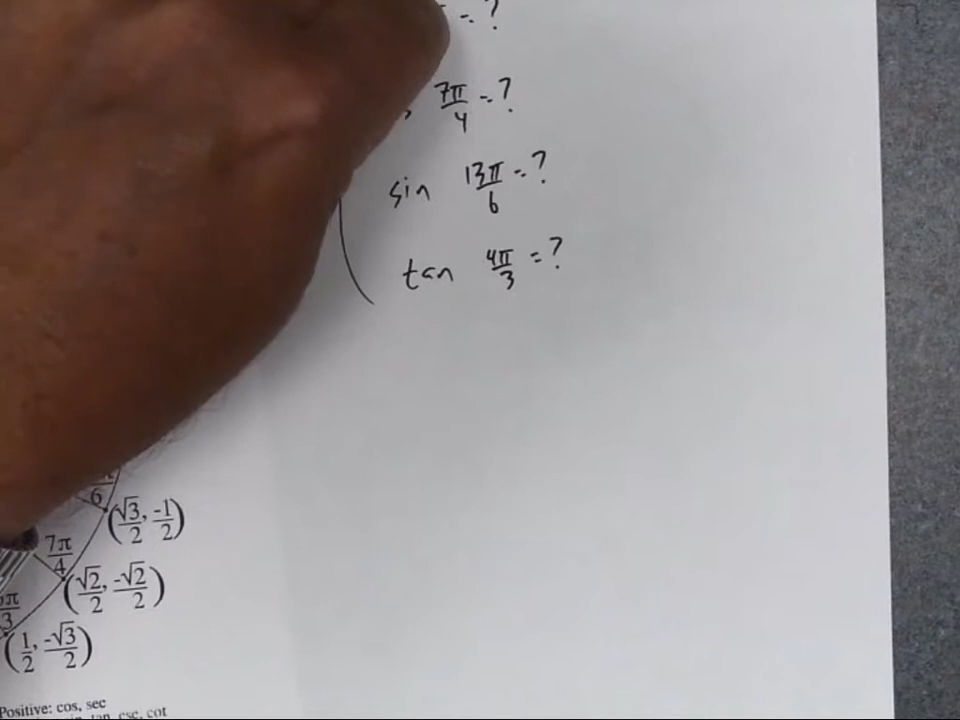 = ?
7π/4 = ?
sin 13π/6 = ?
tan 4π/3 = ?
6 (√3/2, -1/2)
7π/4 (√2/2, -√2/2)
π/3 (1/2, -√3/2)
Positive: cos, sec
tan, csc, cot